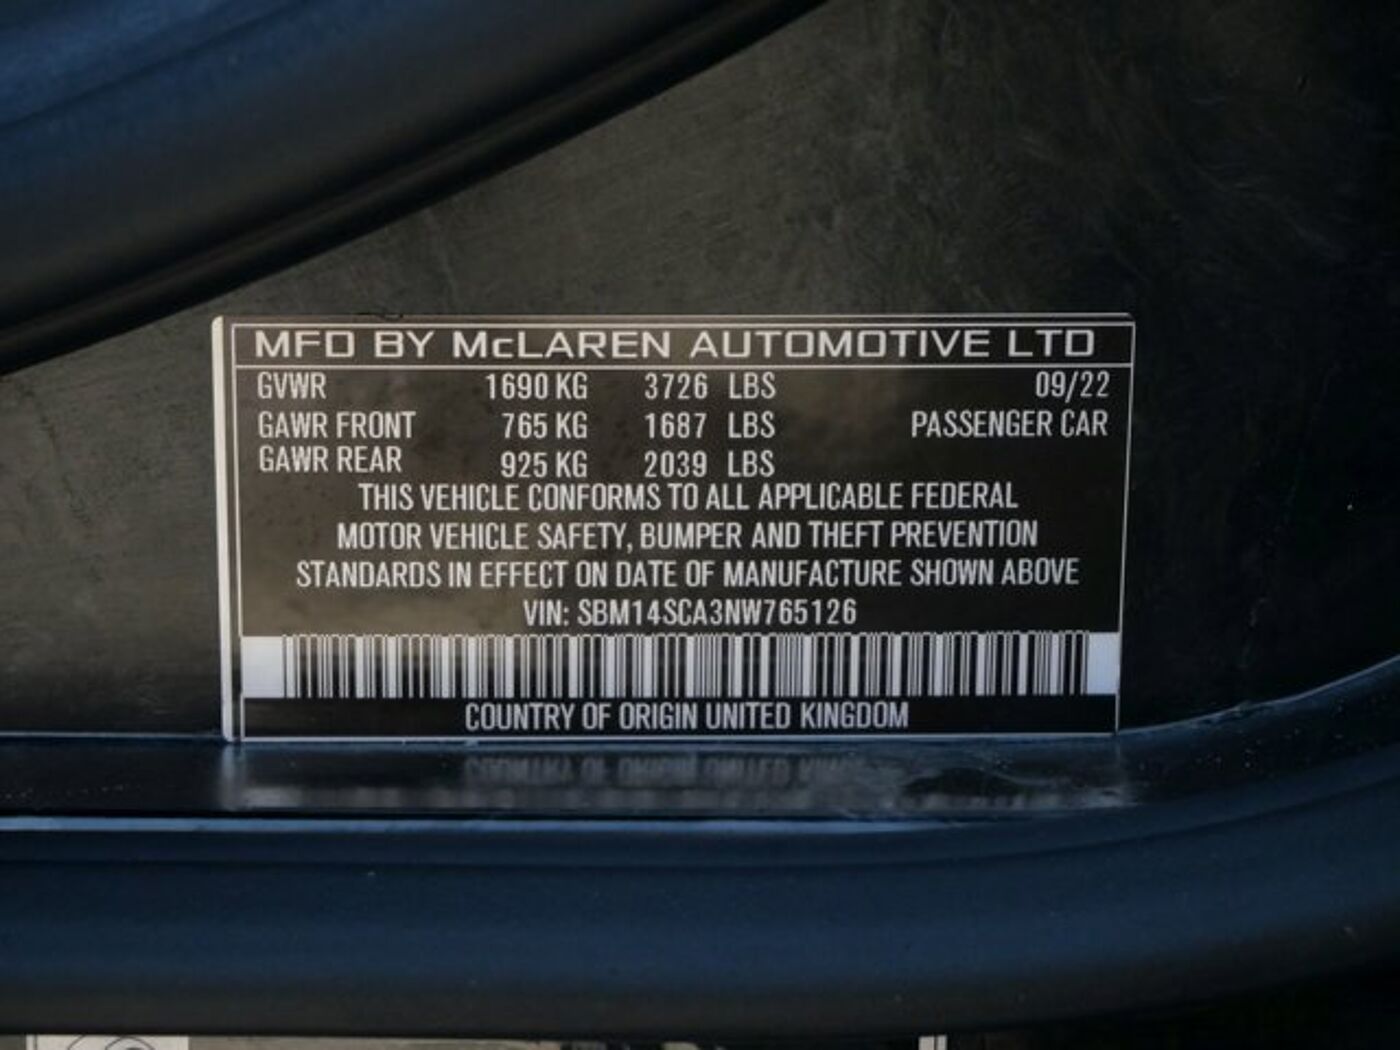 MFD BY McLAREN AUTOMOTIVE LTD
GVWR 1690 KG 3726 LBS 09/22
GAWR FRONT 765 KG 1687 LBS PASSENGER CAR
GAWR REAR 925 KG 2039 LBS
THIS VEHICLE CONFORMS TO ALL APPLICABLE FEDERAL
MOTOR VEHICLE SAFETY, BUMPER AND THEFT PREVENTION
STANDARDS IN EFFECT ON DATE OF MANUFACTURE SHOWN ABOVE
VIN: SBM14SCA3NW765126
COUNTRY OF ORIGIN UNITED KINGDOM